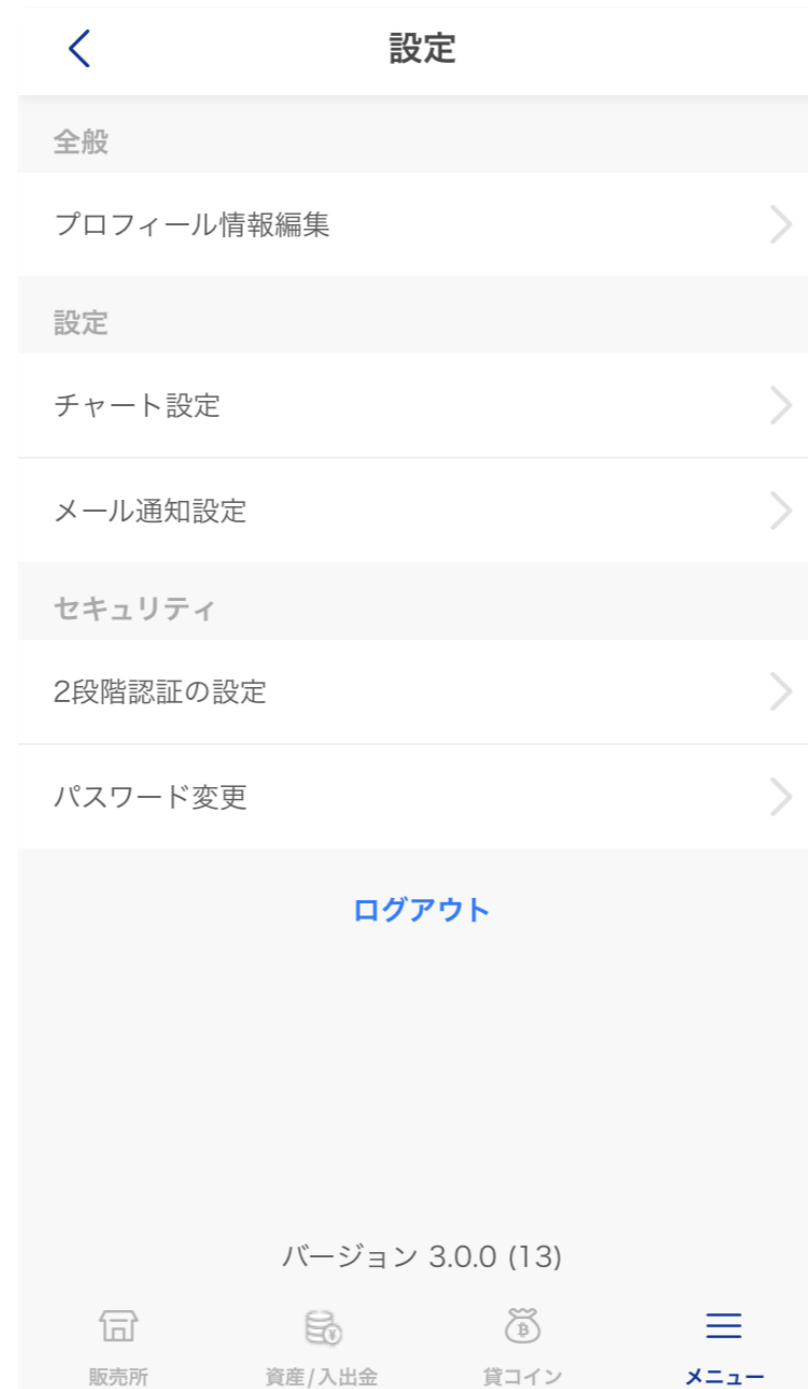 設定
全般
プロフィール情報編集
設定
チャート設定
メール通知設定
セキュリティ
2段階認証の設定
パスワード変更
ログアウト
バージョン 3.0.0 (13)
販売所 資産/入出金 貸コイン メニュー